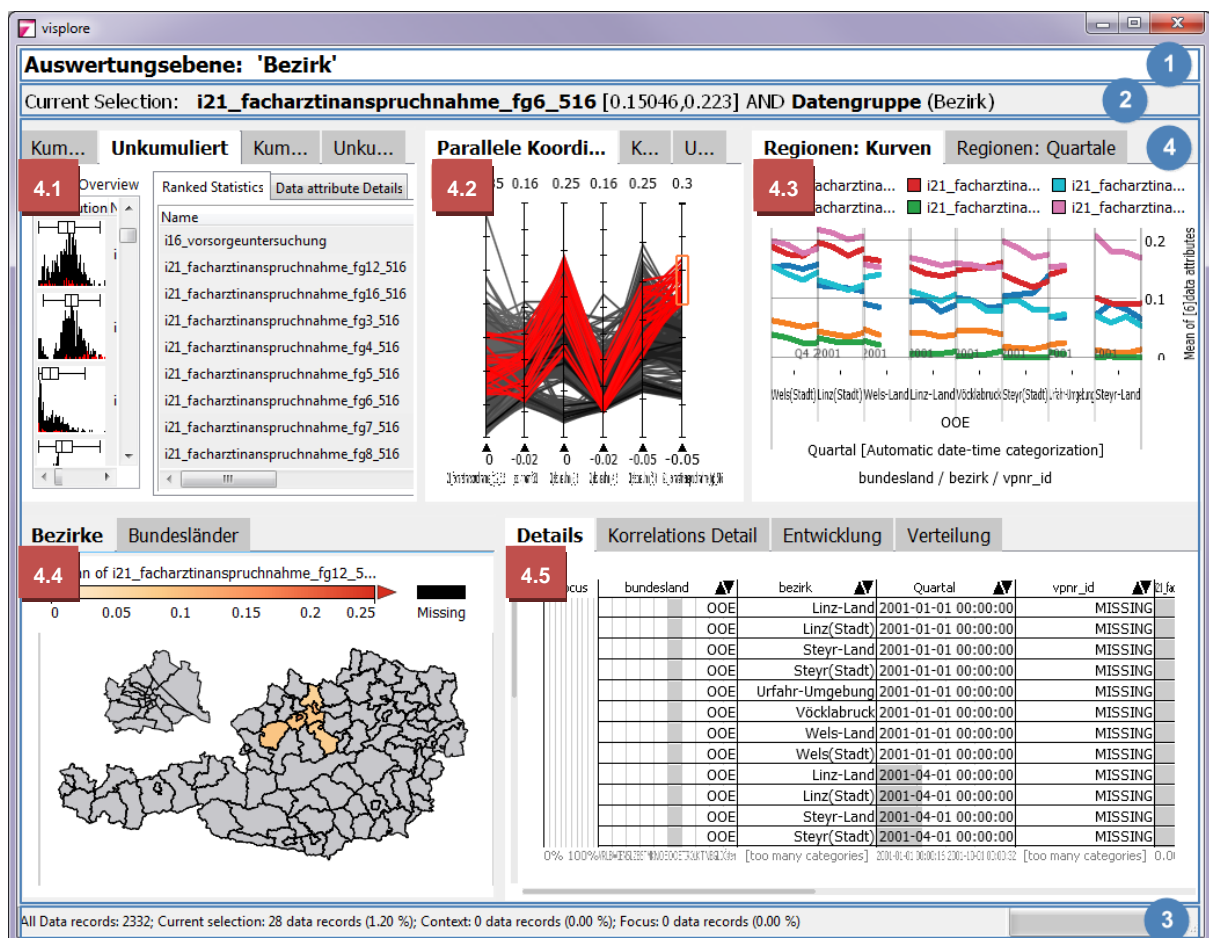 visplore
Auswertungsebene: 'Bezirk'
1
Current Selection: i21_facharztinanspruchnahme_fg6_516 [0.15046,0.223] AND Datengruppe (Bezirk)
2
Kum... Unkumuliert Kum... Unku...
Parallele Koordi... K... U...
Regionen: Kurven Regionen: Quartale
4
4.1 Overview
Ranked Statistics Data attribute Details
Name
i16_vorsorgeuntersuchung
i21_facharztinanspruchnahme_fg12_516
i21_facharztinanspruchnahme_fg16_516
i21_facharztinanspruchnahme_fg3_516
i21_facharztinanspruchnahme_fg4_516
i21_facharztinanspruchnahme_fg5_516
i21_facharztinanspruchnahme_fg6_516
i21_facharztinanspruchnahme_fg7_516
i21_facharztinanspruchnahme_fg8_516
4.2
0.16 0.25 0.16 0.25 0.3
0 -0.02 0 -0.02 -0.05 -0.05
4.3
acharztina... i21_facharztina... i21_facharztina...
acharztina... i21_facharztina... i21_facharztina...
0.2
0.1
0
Mean of [6]data attributes
Q4 2001 2001 2001 2001 2001 2001 2001
Wels(Stadt) Linz(Stadt) Wels-Land Linz-Land Vöcklabruck Steyr(Stadt) Urfahr-Umgebung Steyr-Land
OOE
Quartal [Automatic date-time categorization]
bundesland / bezirk / vpnr_id
Bezirke Bundesländer
4.4 n of i21_facharztinanspruchnahme_fg12_5...
0 0.05 0.1 0.15 0.2 0.25 Missing
Details Korrelations Detail Entwicklung Verteilung
4.5
ocus bundesland bezirk Quartal vpnr_id
OOE Linz-Land 2001-01-01 00:00:00 MISSING
OOE Linz(Stadt) 2001-01-01 00:00:00 MISSING
OOE Steyr-Land 2001-01-01 00:00:00 MISSING
OOE Steyr(Stadt) 2001-01-01 00:00:00 MISSING
OOE Urfahr-Umgebung 2001-01-01 00:00:00 MISSING
OOE Vöcklabruck 2001-01-01 00:00:00 MISSING
OOE Wels-Land 2001-01-01 00:00:00 MISSING
OOE Wels(Stadt) 2001-01-01 00:00:00 MISSING
OOE Linz-Land 2001-04-01 00:00:00 MISSING
OOE Linz(Stadt) 2001-04-01 00:00:00 MISSING
OOE Steyr-Land 2001-04-01 00:00:00 MISSING
OOE Steyr(Stadt) 2001-04-01 00:00:00 MISSING
0% 100% [too many categories] [too many categories]
All Data records: 2332; Current selection: 28 data records (1.20 %); Context: 0 data records (0.00 %); Focus: 0 data records (0.00 %)
3